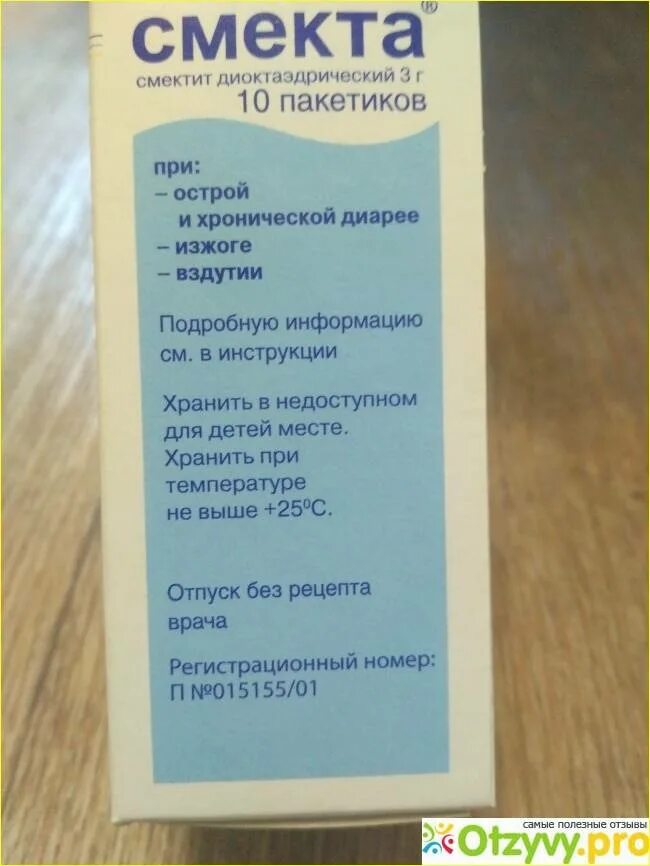 смекта®
смектит диоктаэдрический 3 г
10 пакетиков
при:
– острой
и хронической диарее
– изжоге
– вздутии
Подробную информацию
см. в инструкции
Хранить в недоступном
для детей месте.
Хранить при
температуре
не выше +25⁰С.
Отпуск без рецепта
врача
Регистрационный номер:
П №015155/01
самые полезные отзывы
Otzyvy.pro